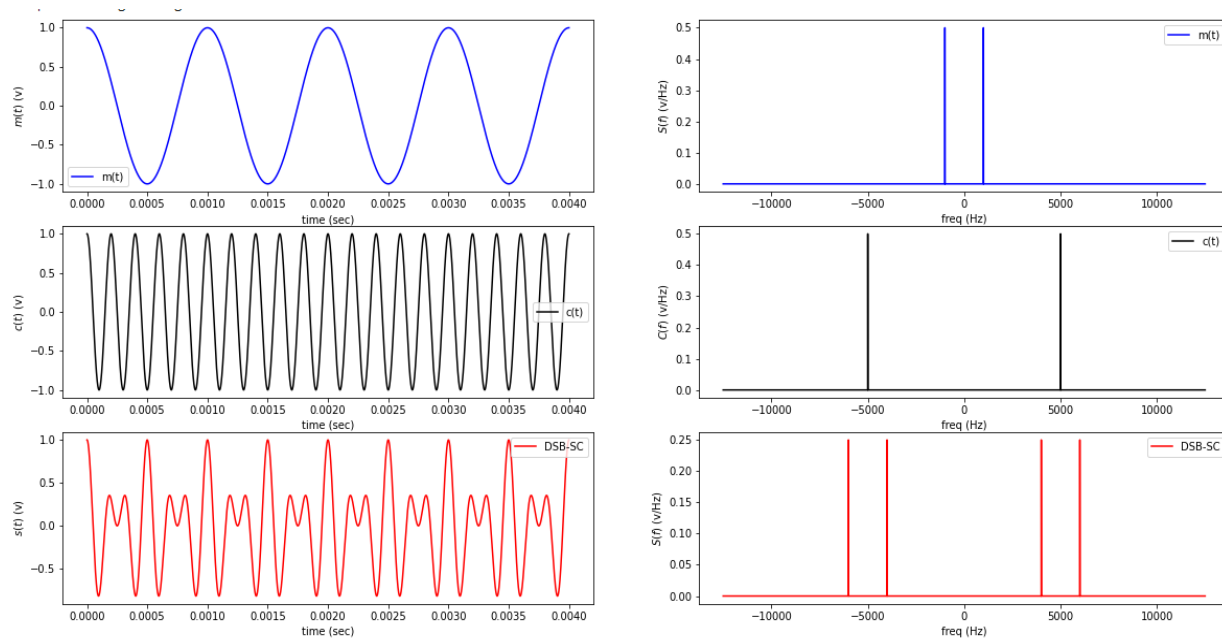 1.0
0.5
0.0
−0.5
−1.0
m(t) (v)
m(t)
0.0000 0.0005 0.0010 0.0015 0.0020 0.0025 0.0030 0.0035 0.0040
time (sec)
0.5
0.4
0.3
0.2
0.1
0.0
S(f) (v/Hz)
m(t)
−10000 −5000 0 5000 10000
freq (Hz)
1.0
0.5
0.0
−0.5
−1.0
c(t) (v)
c(t)
0.0000 0.0005 0.0010 0.0015 0.0020 0.0025 0.0030 0.0035 0.0040
time (sec)
0.5
0.4
0.3
0.2
0.1
0.0
C(f) (v/Hz)
c(t)
−10000 −5000 0 5000 10000
freq (Hz)
1.0
0.5
0.0
−0.5
s(t) (v)
DSB-SC
0.0000 0.0005 0.0010 0.0015 0.0020 0.0025 0.0030 0.0035 0.0040
time (sec)
0.25
0.20
0.15
0.10
0.05
0.00
S(f) (v/Hz)
DSB-SC
−10000 −5000 0 5000 10000
freq (Hz)